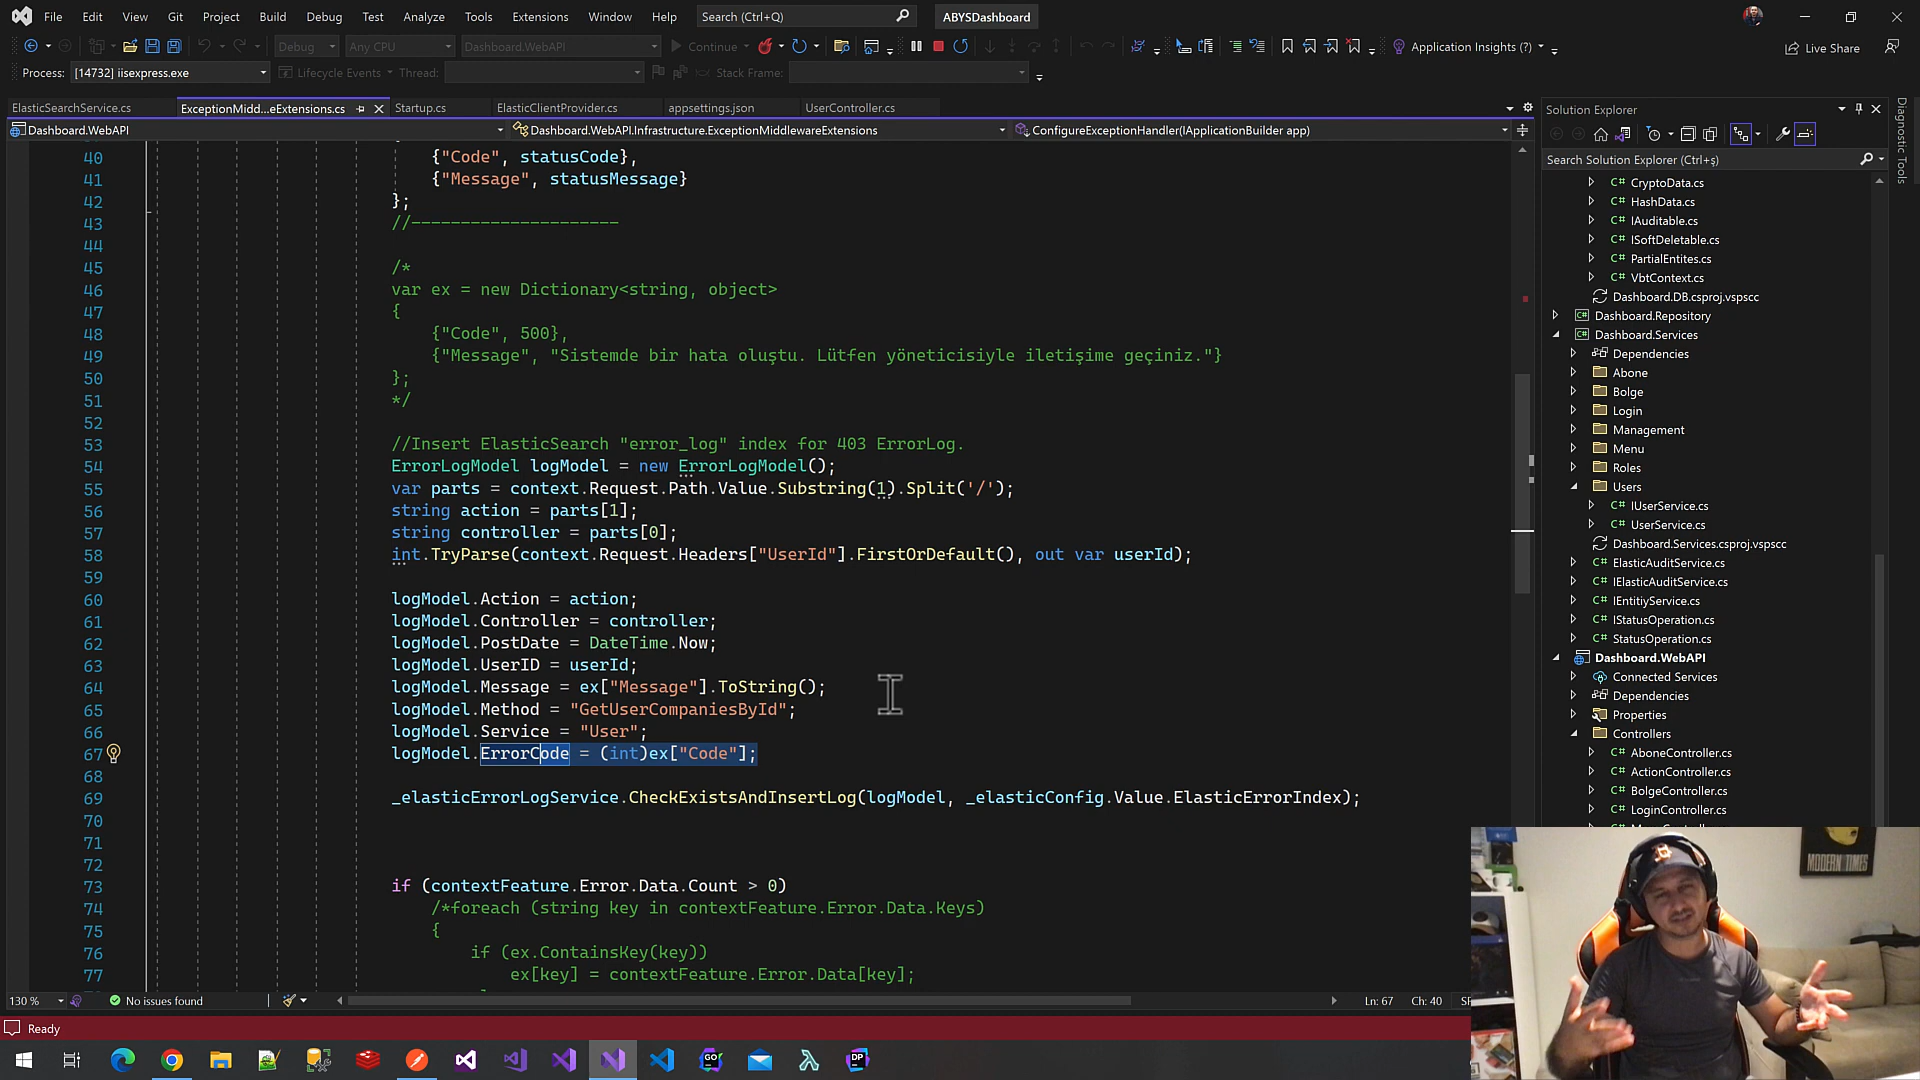 File Edit View Git Project Build Debug Test Analyze Tools Extensions Window Help Search (Ctrl+Q) ABYSDashboard
Debug Any CPU Dashboard.WebAPI Continue Application Insights (?) Live Share
Process: [14732] iisexpress.exe Lifecycle Events Thread: Stack Frame:
ElasticSearchService.cs ExceptionMidd...eExtensions.cs Startup.cs ElasticClientProvider.cs appsettings.json UserController.cs
Dashboard.WebAPI Dashboard.WebAPI.Infrastructure.ExceptionMiddlewareExtensions ConfigureExceptionHandler(IApplicationBuilder app)
40 {"Code", statusCode},
41 {"Message", statusMessage}
42 };
43 //---------------------
44
45 /*
46 var ex = new Dictionary<string, object>
47 {
48 {"Code", 500},
49 {"Message", "Sistemde bir hata oluştu. Lütfen yöneticisiyle iletişime geçiniz."}
50 };
51 */
52
53 //Insert ElasticSearch "error_log" index for 403 ErrorLog.
54 ErrorLogModel logModel = new ErrorLogModel();
55 var parts = context.Request.Path.Value.Substring(1).Split('/');
56 string action = parts[1];
57 string controller = parts[0];
58 int.TryParse(context.Request.Headers["UserId"].FirstOrDefault(), out var userId);
59
60 logModel.Action = action;
61 logModel.Controller = controller;
62 logModel.PostDate = DateTime.Now;
63 logModel.UserID = userId;
64 logModel.Message = ex["Message"].ToString();
65 logModel.Method = "GetUserCompaniesById";
66 logModel.Service = "User";
67 logModel.ErrorCode = (int)ex["Code"];
68
69 _elasticErrorLogService.CheckExistsAndInsertLog(logModel, _elasticConfig.Value.ElasticErrorIndex);
70
71
72
73 if (contextFeature.Error.Data.Count > 0)
74 /*foreach (string key in contextFeature.Error.Data.Keys)
75 {
76 if (ex.ContainsKey(key))
77 ex[key] = contextFeature.Error.Data[key];
130 % No issues found Ln: 67 Ch: 40
Ready
Solution Explorer
Search Solution Explorer (Ctrl+ş)
C# CryptoData.cs
C# HashData.cs
C# IAuditable.cs
C# ISoftDeletable.cs
C# PartialEntites.cs
C# VbtContext.cs
Dashboard.DB.csproj.vspscc
Dashboard.Repository
Dashboard.Services
Dependencies
Abone
Bolge
Login
Management
Menu
Roles
Users
C# IUserService.cs
C# UserService.cs
Dashboard.Services.csproj.vspscc
C# ElasticAuditService.cs
C# IElasticAuditService.cs
C# IEntitiyService.cs
C# IStatusOperation.cs
C# StatusOperation.cs
Dashboard.WebAPI
Connected Services
Dependencies
Properties
Controllers
C# AboneController.cs
C# ActionController.cs
C# BolgeController.cs
C# LoginController.cs
Diagnostic Tools
MODERN TIMES
GO
DP